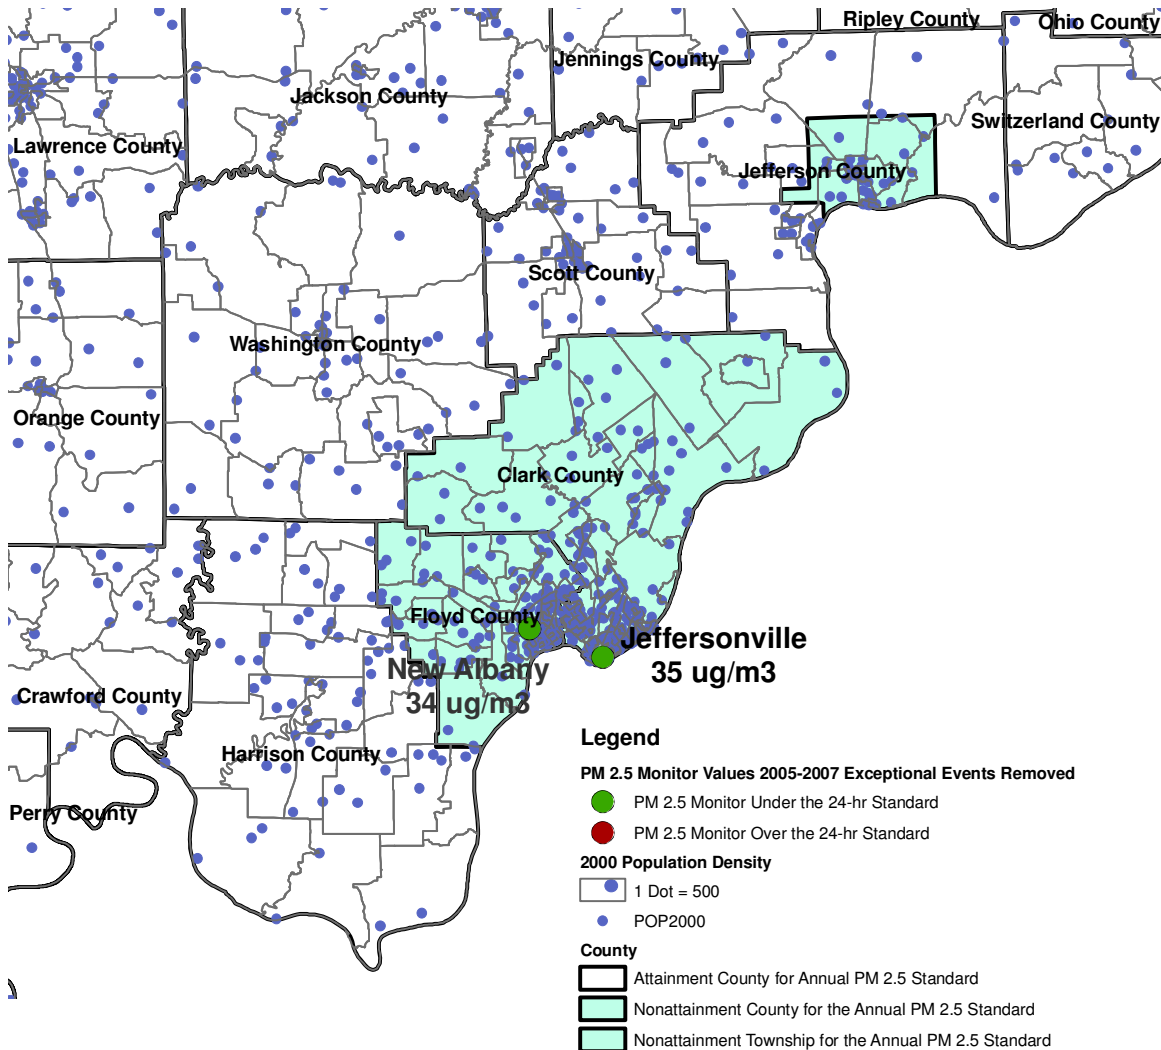 Ripley County
Ohio County
Jennings County
Jackson County
Switzerland County
Lawrence County
Jefferson County
Scott County
Washington County
Orange County
Clark County
Floyd County
Jeffersonville
35 ug/m3
New Albany
34 ug/m3
Crawford County
Harrison County
Perry County
Legend
PM 2.5 Monitor Values 2005-2007 Exceptional Events Removed
PM 2.5 Monitor Under the 24-hr Standard
PM 2.5 Monitor Over the 24-hr Standard
2000 Population Density
1 Dot = 500
POP2000
County
Attainment County for Annual PM 2.5 Standard
Nonattainment County for the Annual PM 2.5 Standard
Nonattainment Township for the Annual PM 2.5 Standard